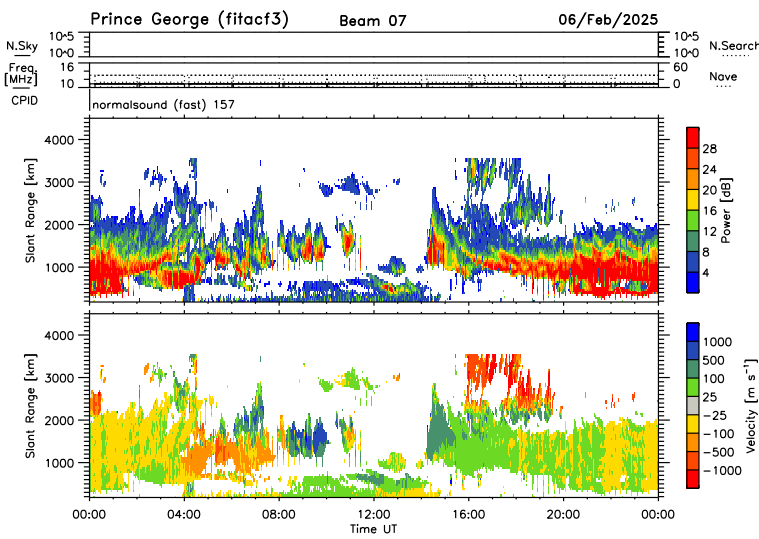 Prince George (fitacf3) Beam 07 06/Feb/2025
N.Sky 10^5 10^0 10^5 10^0 N.Search
Freq. [MHz] 16 10 60 0 Nave
CPID normalsound (fast) 157
Slant Range [km]
4000
3000
2000
1000
28
24
20
16
12
8
4
Power [dB]
Slant Range [km]
4000
3000
2000
1000
1000
500
100
25
−25
−100
−500
−1000
Velocity [m s⁻¹]
00:00 04:00 08:00 12:00 16:00 20:00 00:00
Time UT